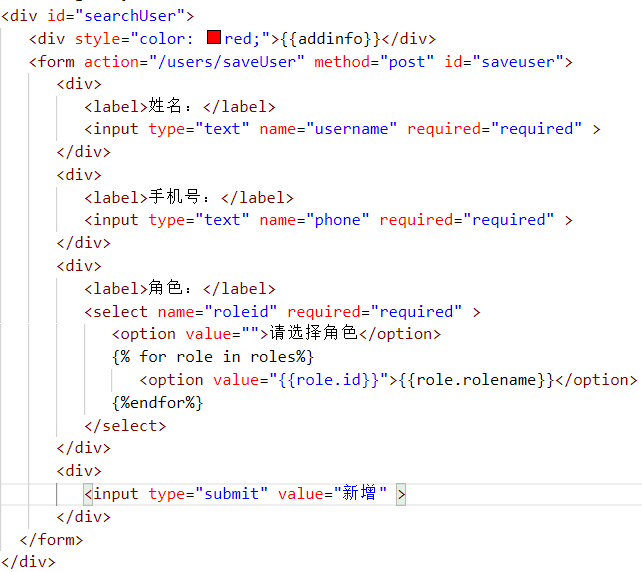 <div id="searchUser">
<div style="color: red;">{{addinfo}}</div>
<form action="/users/saveUser" method="post" id="saveuser">
<div>
<label>姓名：</label>
<input type="text" name="username" required="required" >
</div>
<div>
<label>手机号：</label>
<input type="text" name="phone" required="required" >
</div>
<div>
<label>角色：</label>
<select name="roleid" required="required" >
<option value="">请选择角色</option>
{% for role in roles%}
<option value="{{role.id}}">{{role.rolename}}</option>
{%endfor%}
</select>
</div>
<div>
<input type="submit" value="新增" >
</div>
</form>
</div>